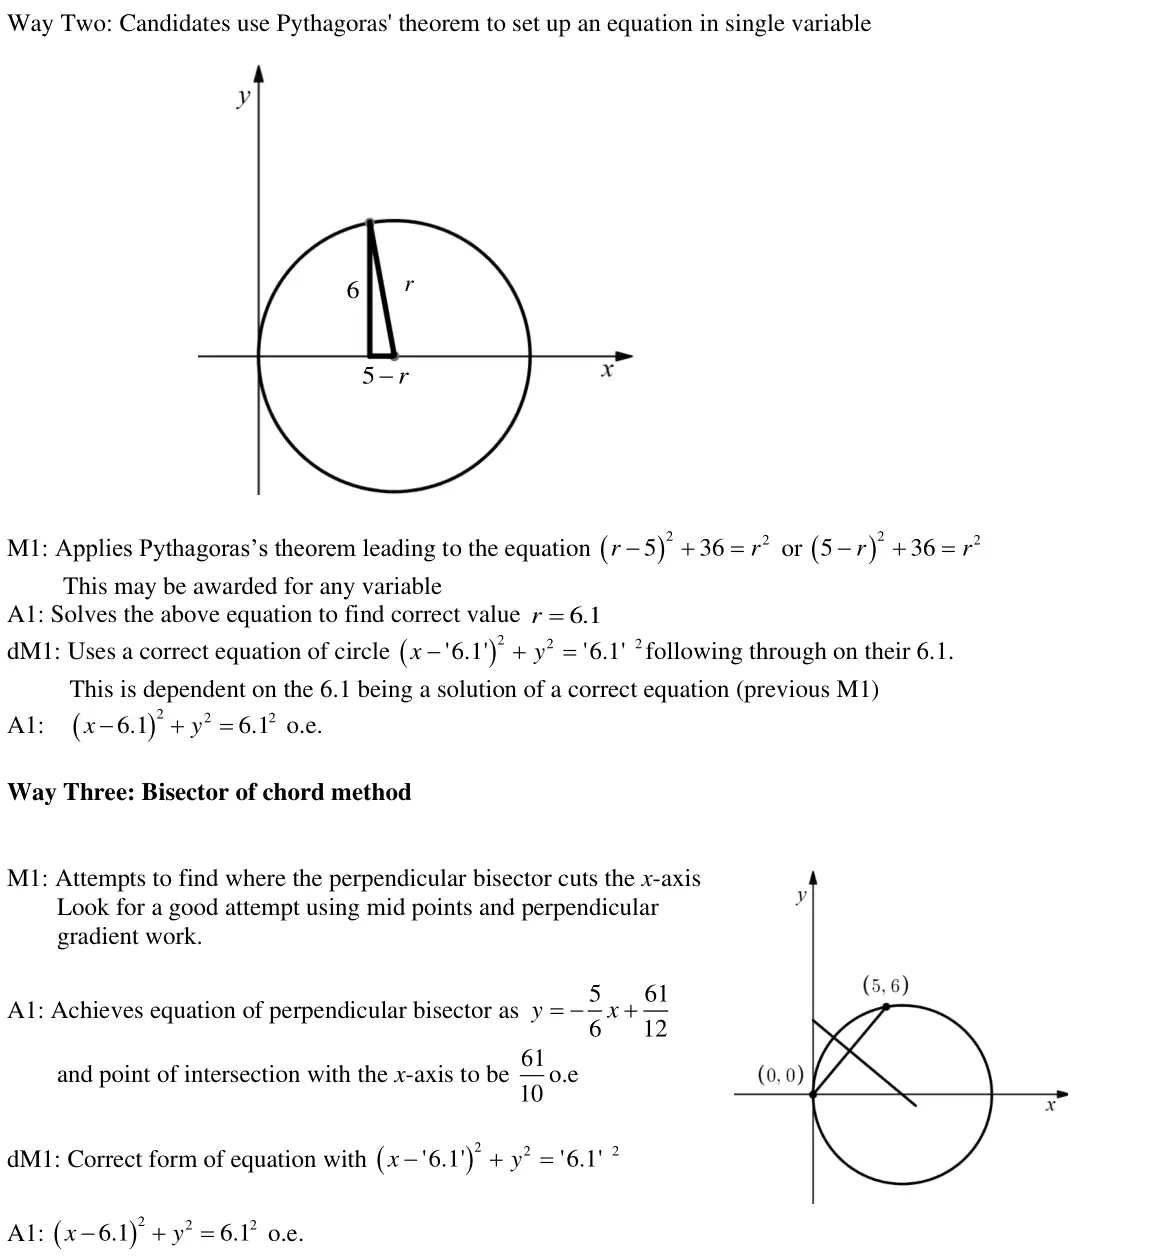 Way Two: Candidates use Pythagoras' theorem to set up an equation in single variable
y
6
r
5 – r
x
M1: Applies Pythagoras’s theorem leading to the equation (r – 5)² + 36 = r² or (5 – r)² + 36 = r²
This may be awarded for any variable
A1: Solves the above equation to find correct value r = 6.1
dM1: Uses a correct equation of circle (x – '6.1')² + y² = '6.1' ² following through on their 6.1.
This is dependent on the 6.1 being a solution of a correct equation (previous M1)
A1: (x – 6.1)² + y² = 6.1² o.e.
Way Three: Bisector of chord method
M1: Attempts to find where the perpendicular bisector cuts the x-axis
Look for a good attempt using mid points and perpendicular
gradient work.
A1: Achieves equation of perpendicular bisector as y = –5/6 x + 61/12
and point of intersection with the x-axis to be 61/10 o.e
dM1: Correct form of equation with (x – '6.1')² + y² = '6.1' ²
A1: (x – 6.1)² + y² = 6.1² o.e.
y
(5, 6)
(0, 0)
x